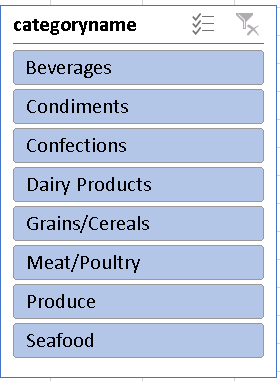 categoryname
Beverages
Condiments
Confections
Dairy Products
Grains/Cereals
Meat/Poultry
Produce
Seafood